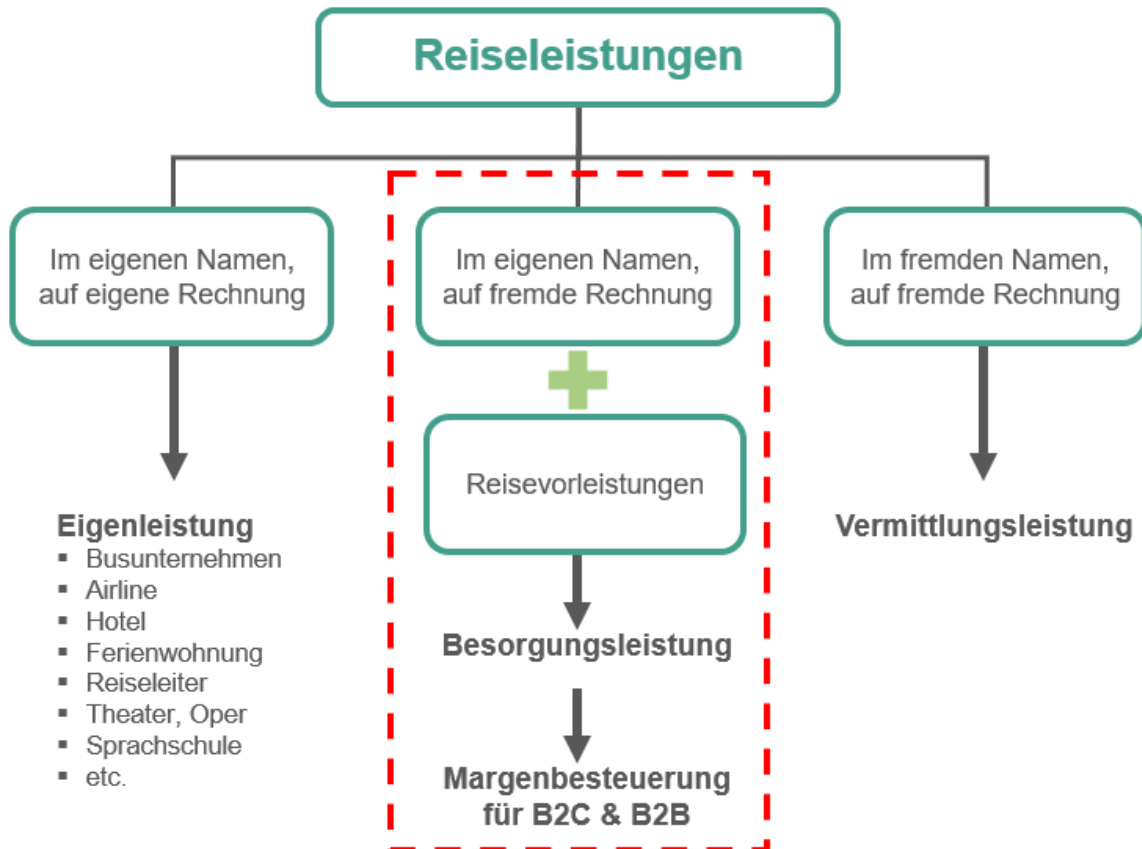 Reiseleistungen
Im eigenen Namen,
auf eigene Rechnung
Im eigenen Namen,
auf fremde Rechnung
Im fremden Namen,
auf fremde Rechnung
Reisevorleistungen
Eigenleistung
▪ Busunternehmen
▪ Airline
▪ Hotel
▪ Ferienwohnung
▪ Reiseleiter
▪ Theater, Oper
▪ Sprachschule
▪ etc.
Besorgungsleistung
Margenbesteuerung
für B2C & B2B
Vermittlungsleistung